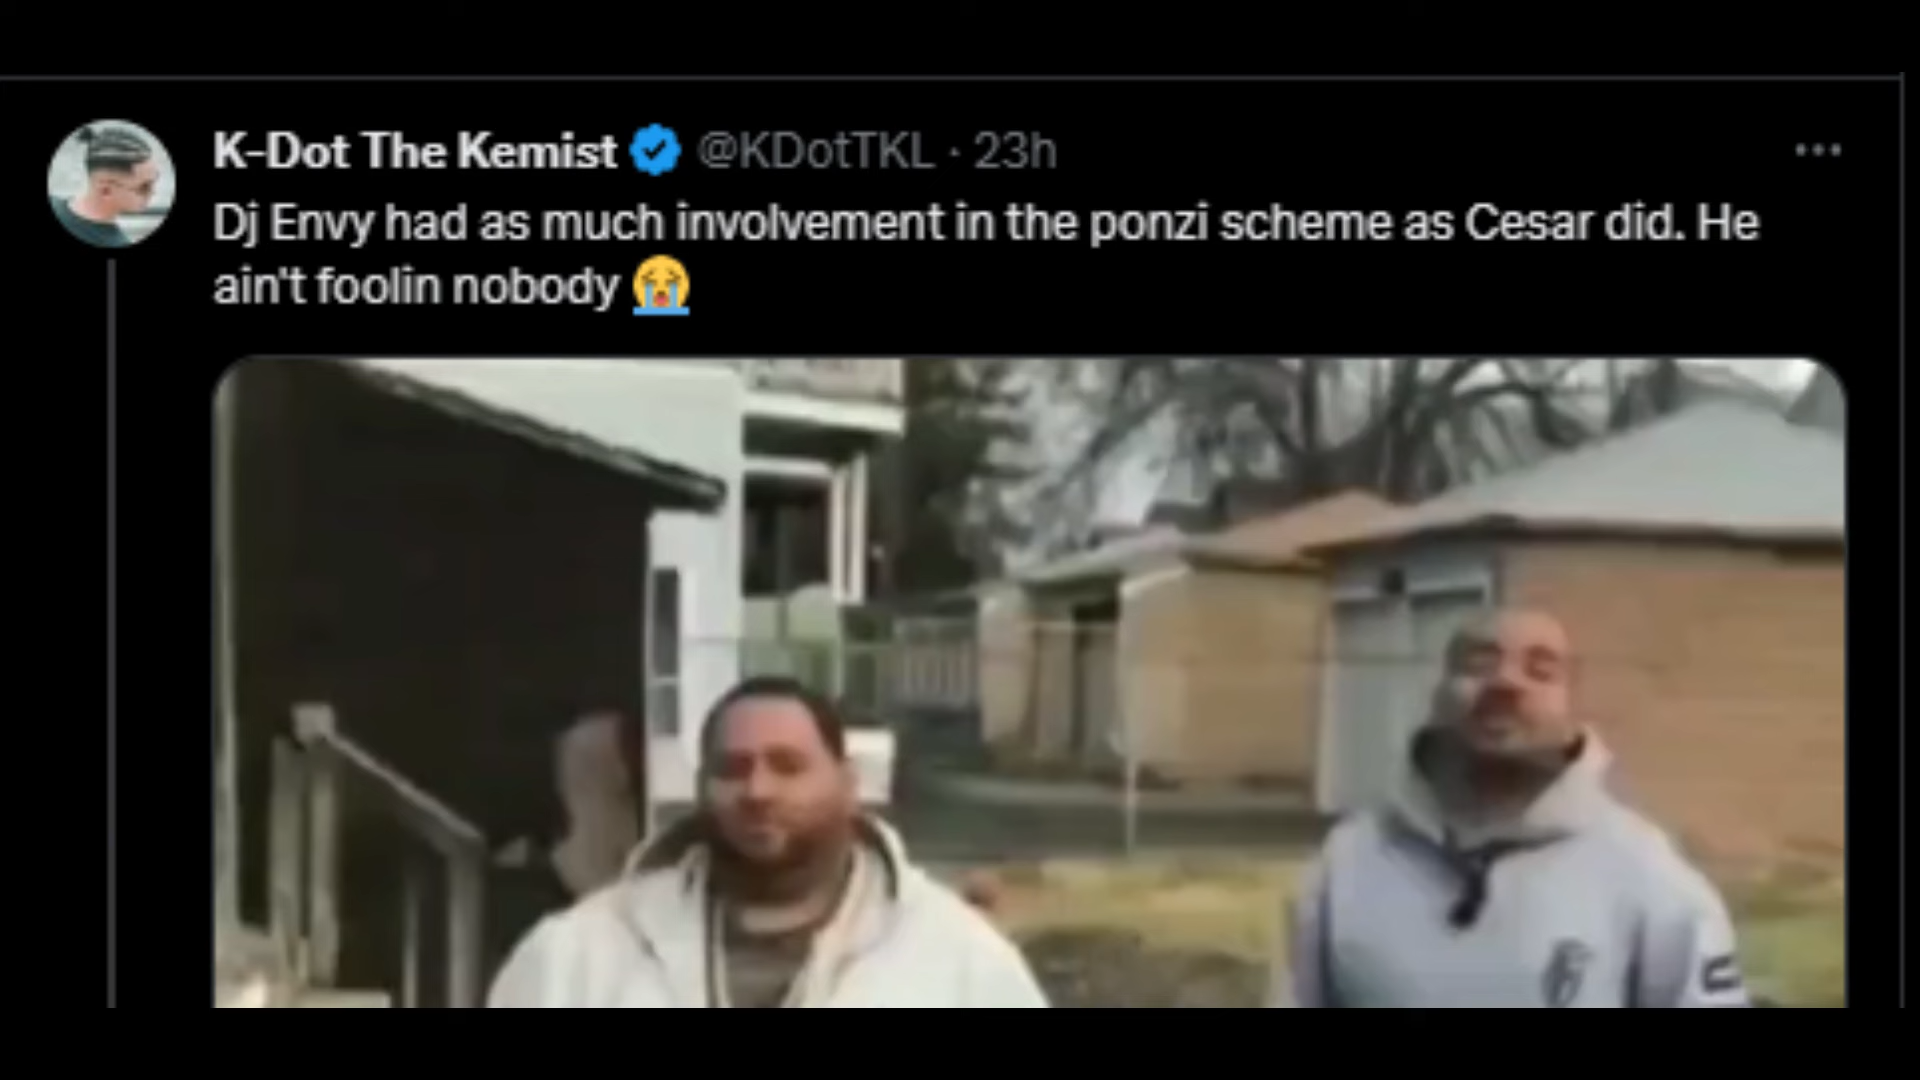 K-Dot The Kemist @KDotTKL · 23h
Dj Envy had as much involvement in the ponzi scheme as Cesar did. He
ain't foolin nobody 😭